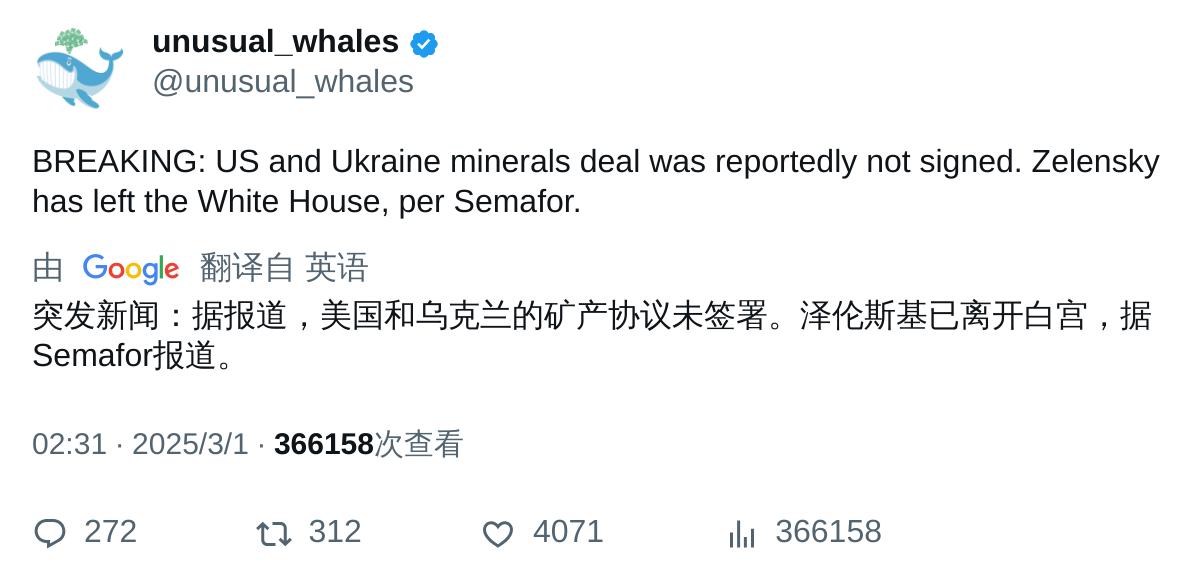 unusual_whales
@unusual_whales
BREAKING: US and Ukraine minerals deal was reportedly not signed. Zelensky
has left the White House, per Semafor.
由 Google 翻译自 英语
突发新闻：据报道，美国和乌克兰的矿产协议未签署。泽伦斯基已离开白宫，据
Semafor报道。
02:31 · 2025/3/1 · 366158次查看
272 312 4071 366158